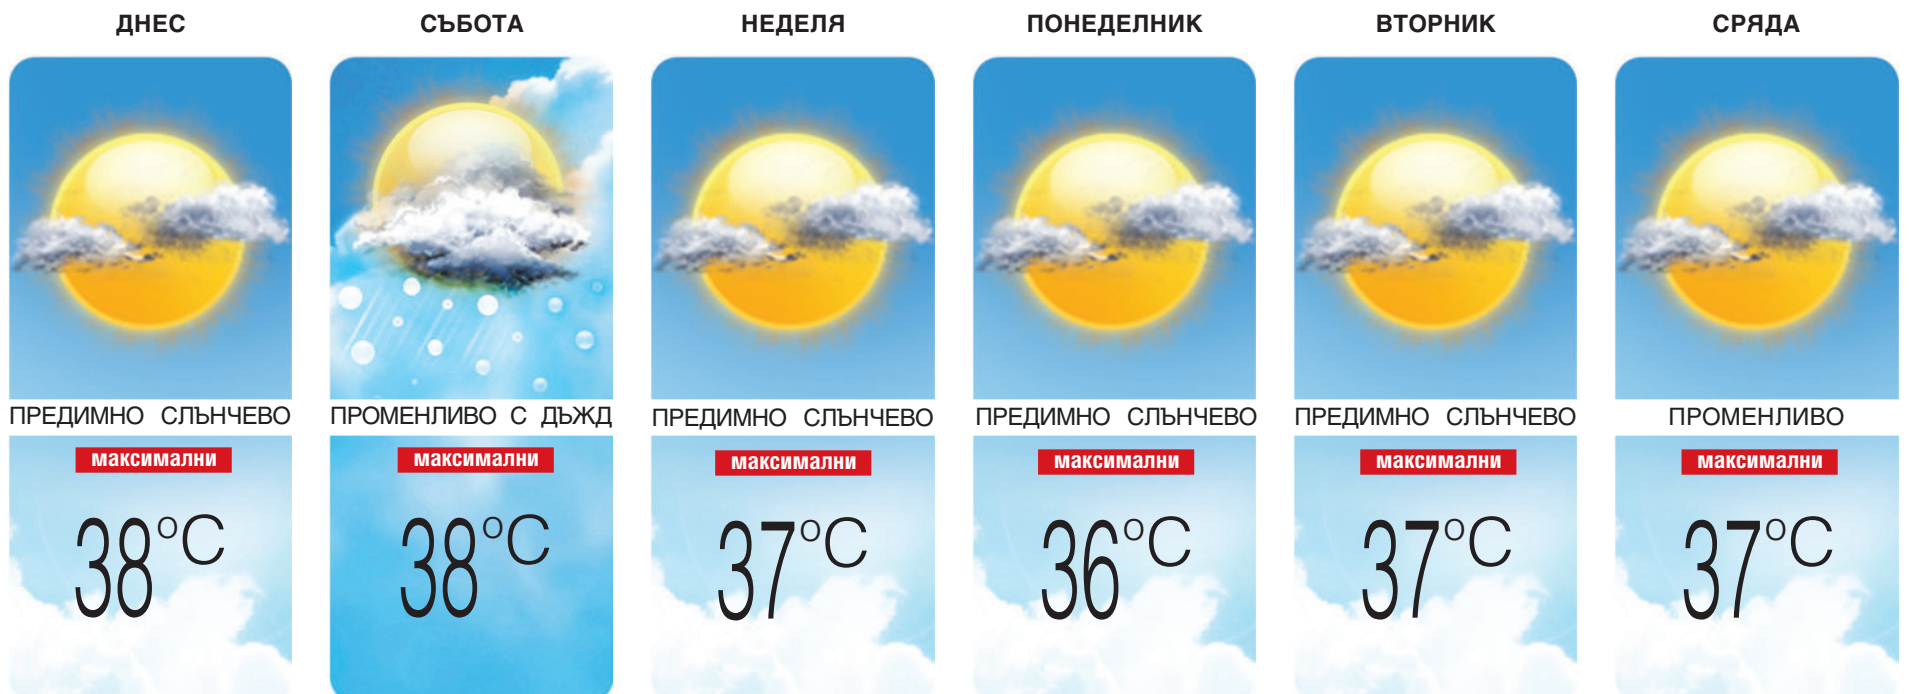 ДНЕС СЪБОТА НЕДЕЛЯ ПОНЕДЕЛНИК ВТОРНИК СРЯДА
ПРЕДИМНО СЛЪНЧЕВО ПРОМЕНЛИВО С ДЪЖД ПРЕДИМНО СЛЪНЧЕВО ПРЕДИМНО СЛЪНЧЕВО ПРЕДИМНО СЛЪНЧЕВО ПРОМЕНЛИВО
максимални максимални максимални максимални максимални максимални
38°C 38°C 37°C 36°C 37°C 37°C